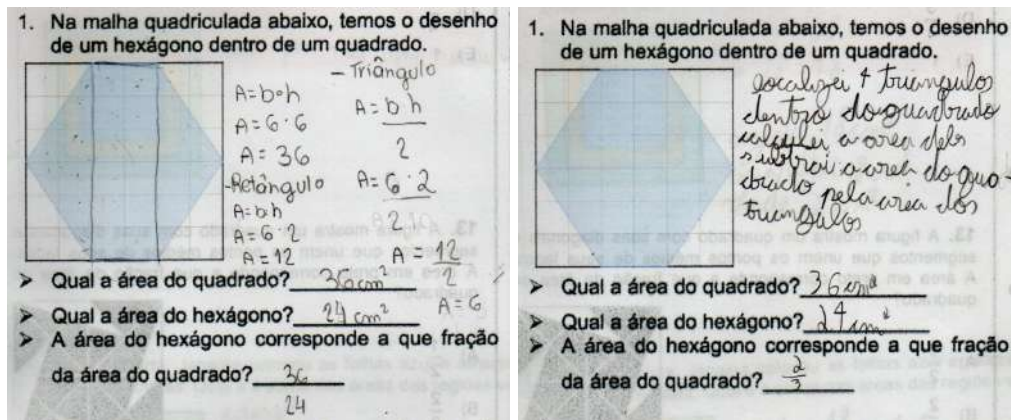 1. Na malha quadriculada abaixo, temos o desenho
de um hexágono dentro de um quadrado.
A=b•h
A= 6·6
A= 36
-Retângulo
A= b·h
A= 6·2
A= 12
- Triângulo
A= b h
2
A= 6·2
2
A = 12
2
A= 6
➤ Qual a área do quadrado? 36cm²
➤ Qual a área do hexágono? 24 cm²
➤ A área do hexágono corresponde a que fração
da área do quadrado? 36
24
1. Na malha quadriculada abaixo, temos o desenho
de um hexágono dentro de um quadrado.
localizei 4 triangulos
dentro do quadrado
calculei a area deles
subtrai a area do qua-
drado pela area dos
triangulos
➤ Qual a área do quadrado? 36cm²
➤ Qual a área do hexágono? 24cm²
➤ A área do hexágono corresponde a que fração
da área do quadrado? 2
3